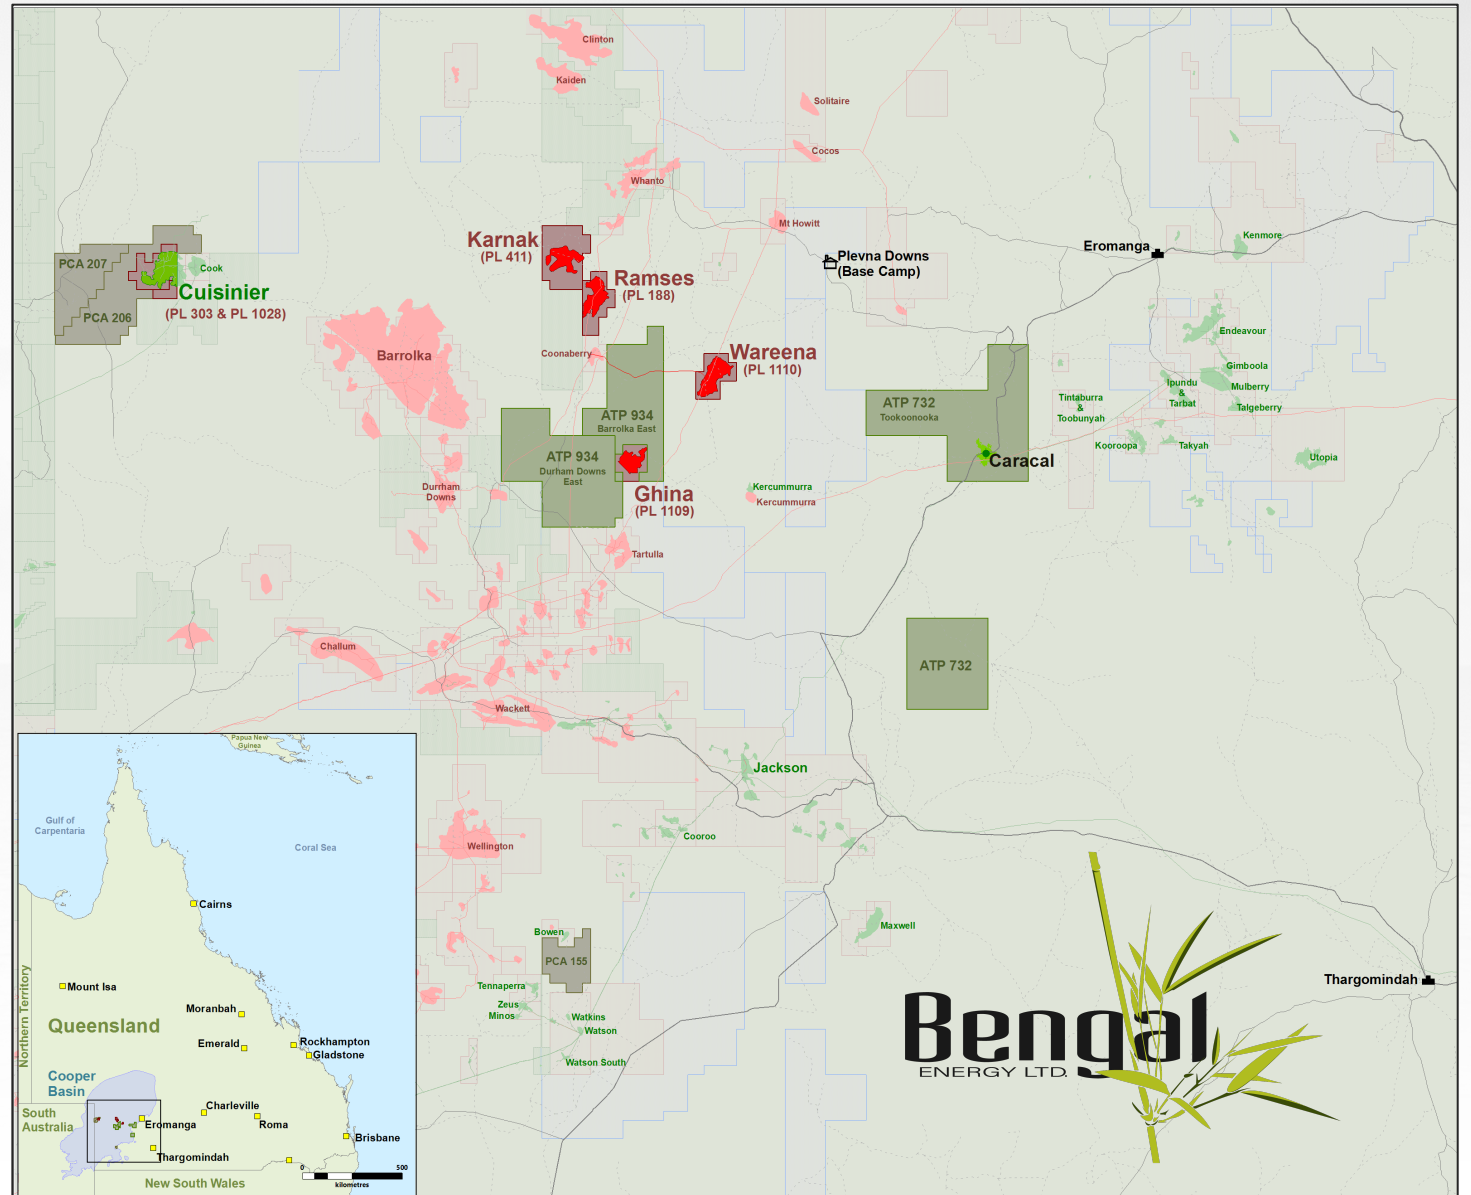 Clinton
Kaiden
Solitaire
Cocos
Whanto
Mt Howitt
Karnak
(PL 411)
Plevna Downs
(Base Camp)
Eromanga
Kenmore
PCA 207
Cook
Cuisinier
(PL 303 & PL 1028)
PCA 206
Ramses
(PL 188)
Barrolka
Coonaberry
Wareena
(PL 1110)
Endeavour
Gimboola
Mulberry
Ipundu
&
Tarbat
Talgeberry
Tintaburra
&
Toobunyah
Kooroopa
Takyah
Utopia
ATP 732
Tookoonooka
Caracal
ATP 934
Barrolka East
ATP 934
Durham Downs
East
Ghina
(PL 1109)
Durrham
Downs
Kercummurra
Kercummurra
Tartulla
Challum
ATP 732
Wackett
Jackson
Cooroo
Wellington
Maxwell
Bowen
PCA 155
Tennaperra
Zeus
Minos
Watkins
Watson
Watson South
Thargomindah
Bengal
ENERGY LTD.
Papua New
Guinea
Gulf of
Carpentaria
Coral Sea
Cairns
Mount Isa
Northern Territory
Queensland
Moranbah
Emerald
Rockhampton
Gladstone
Cooper
Basin
South
Australia
Charleville
Eromanga
Roma
Brisbane
Thargomindah
New South Wales
0 500
kilometres